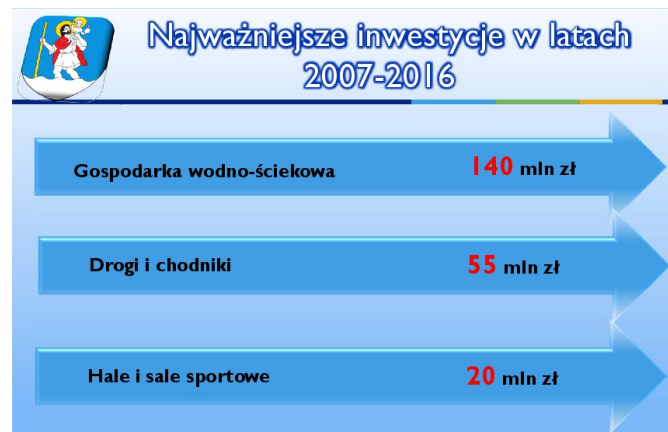 Najważniejsze inwestycje w latach
2007-2016
Gospodarka wodno-ściekowa 140 mln zł
Drogi i chodniki 55 mln zł
Hale i sale sportowe 20 mln zł